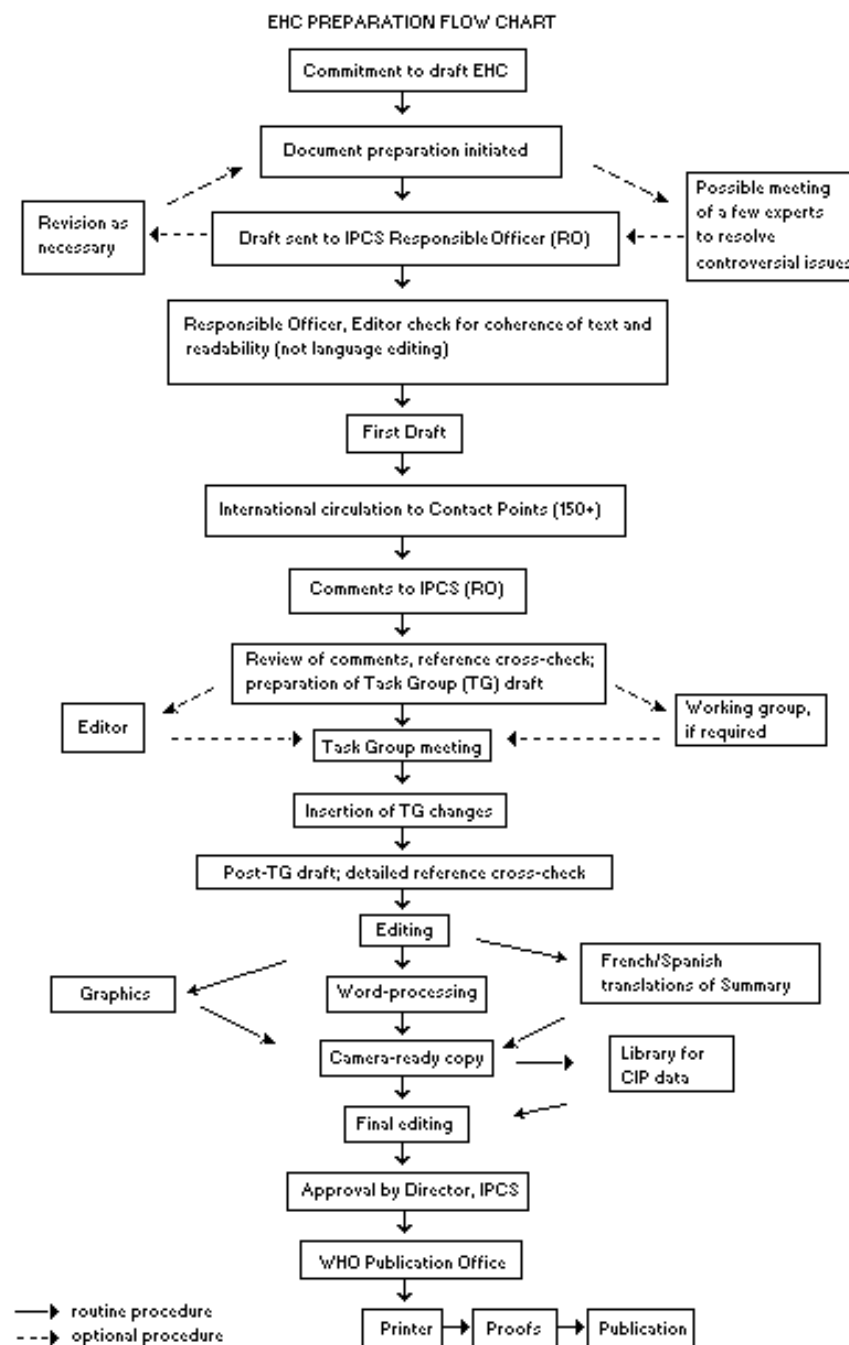 EHC PREPARATION FLOW CHART
Commitment to draft EHC
Document preparation initiated
Possible meeting
of a few experts
to resolve
controversial issues
Revision as
necessary
Draft sent to IPCS Responsible Officer (RO)
Responsible Officer, Editor check for coherence of text and
readability (not language editing)
First Draft
International circulation to Contact Points (150+)
Comments to IPCS (RO)
Review of comments, reference cross-check;
preparation of Task Group (TG) draft
Editor
Working group,
if required
Task Group meeting
Insertion of TG changes
Post-TG draft; detailed reference cross-check
Editing
French/Spanish
translations of Summary
Graphics
Word-processing
Camera-ready copy
Library for
CIP data
Final editing
Approval by Director, IPCS
WHO Publication Office
routine procedure
optional procedure
Printer
Proofs
Publication